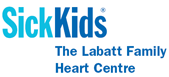 SickKids®
The Labatt Family
Heart Centre